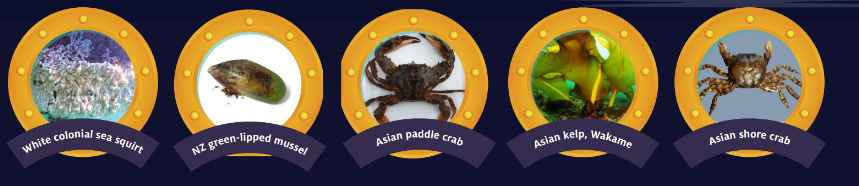 White colonial sea squirt
NZ green-lipped mussel
Asian paddle crab
Asian kelp, Wakame
Asian shore crab